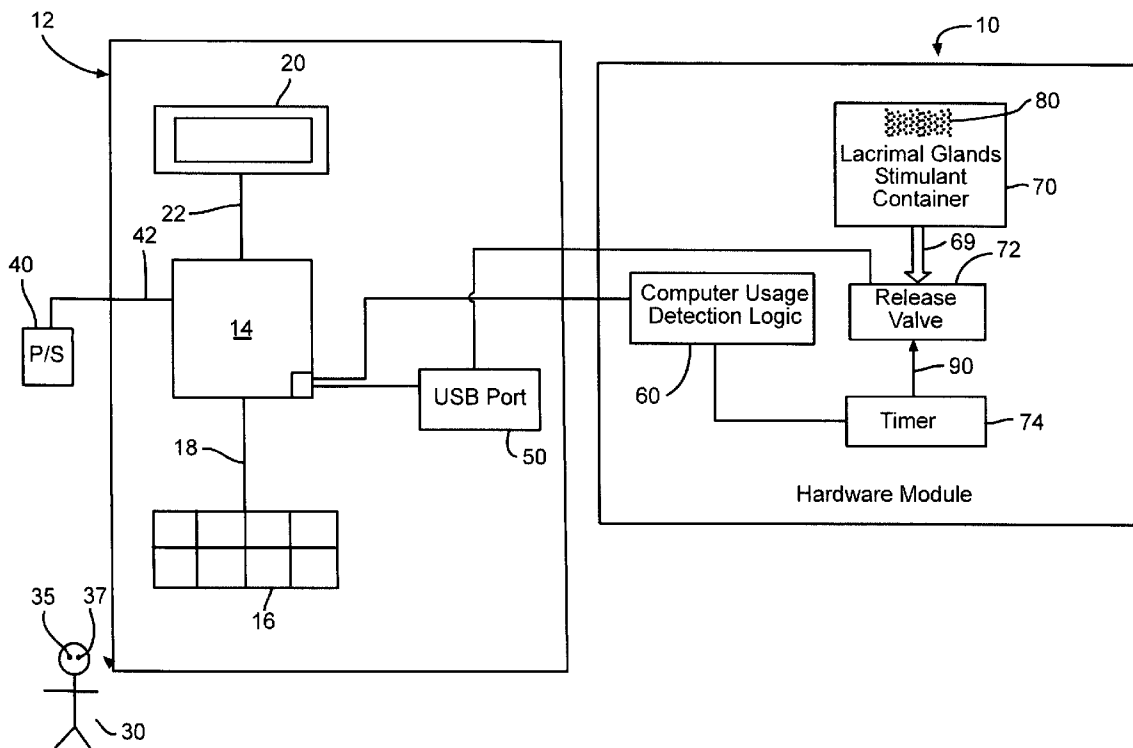 12
10
20
80
Lacrimal Glands
Stimulant
Container
70
22
42
69
72
40
14
Computer Usage
Detection Logic
Release
Valve
P/S
60
90
USB Port
Timer
74
18
50
Hardware Module
16
35
37
30